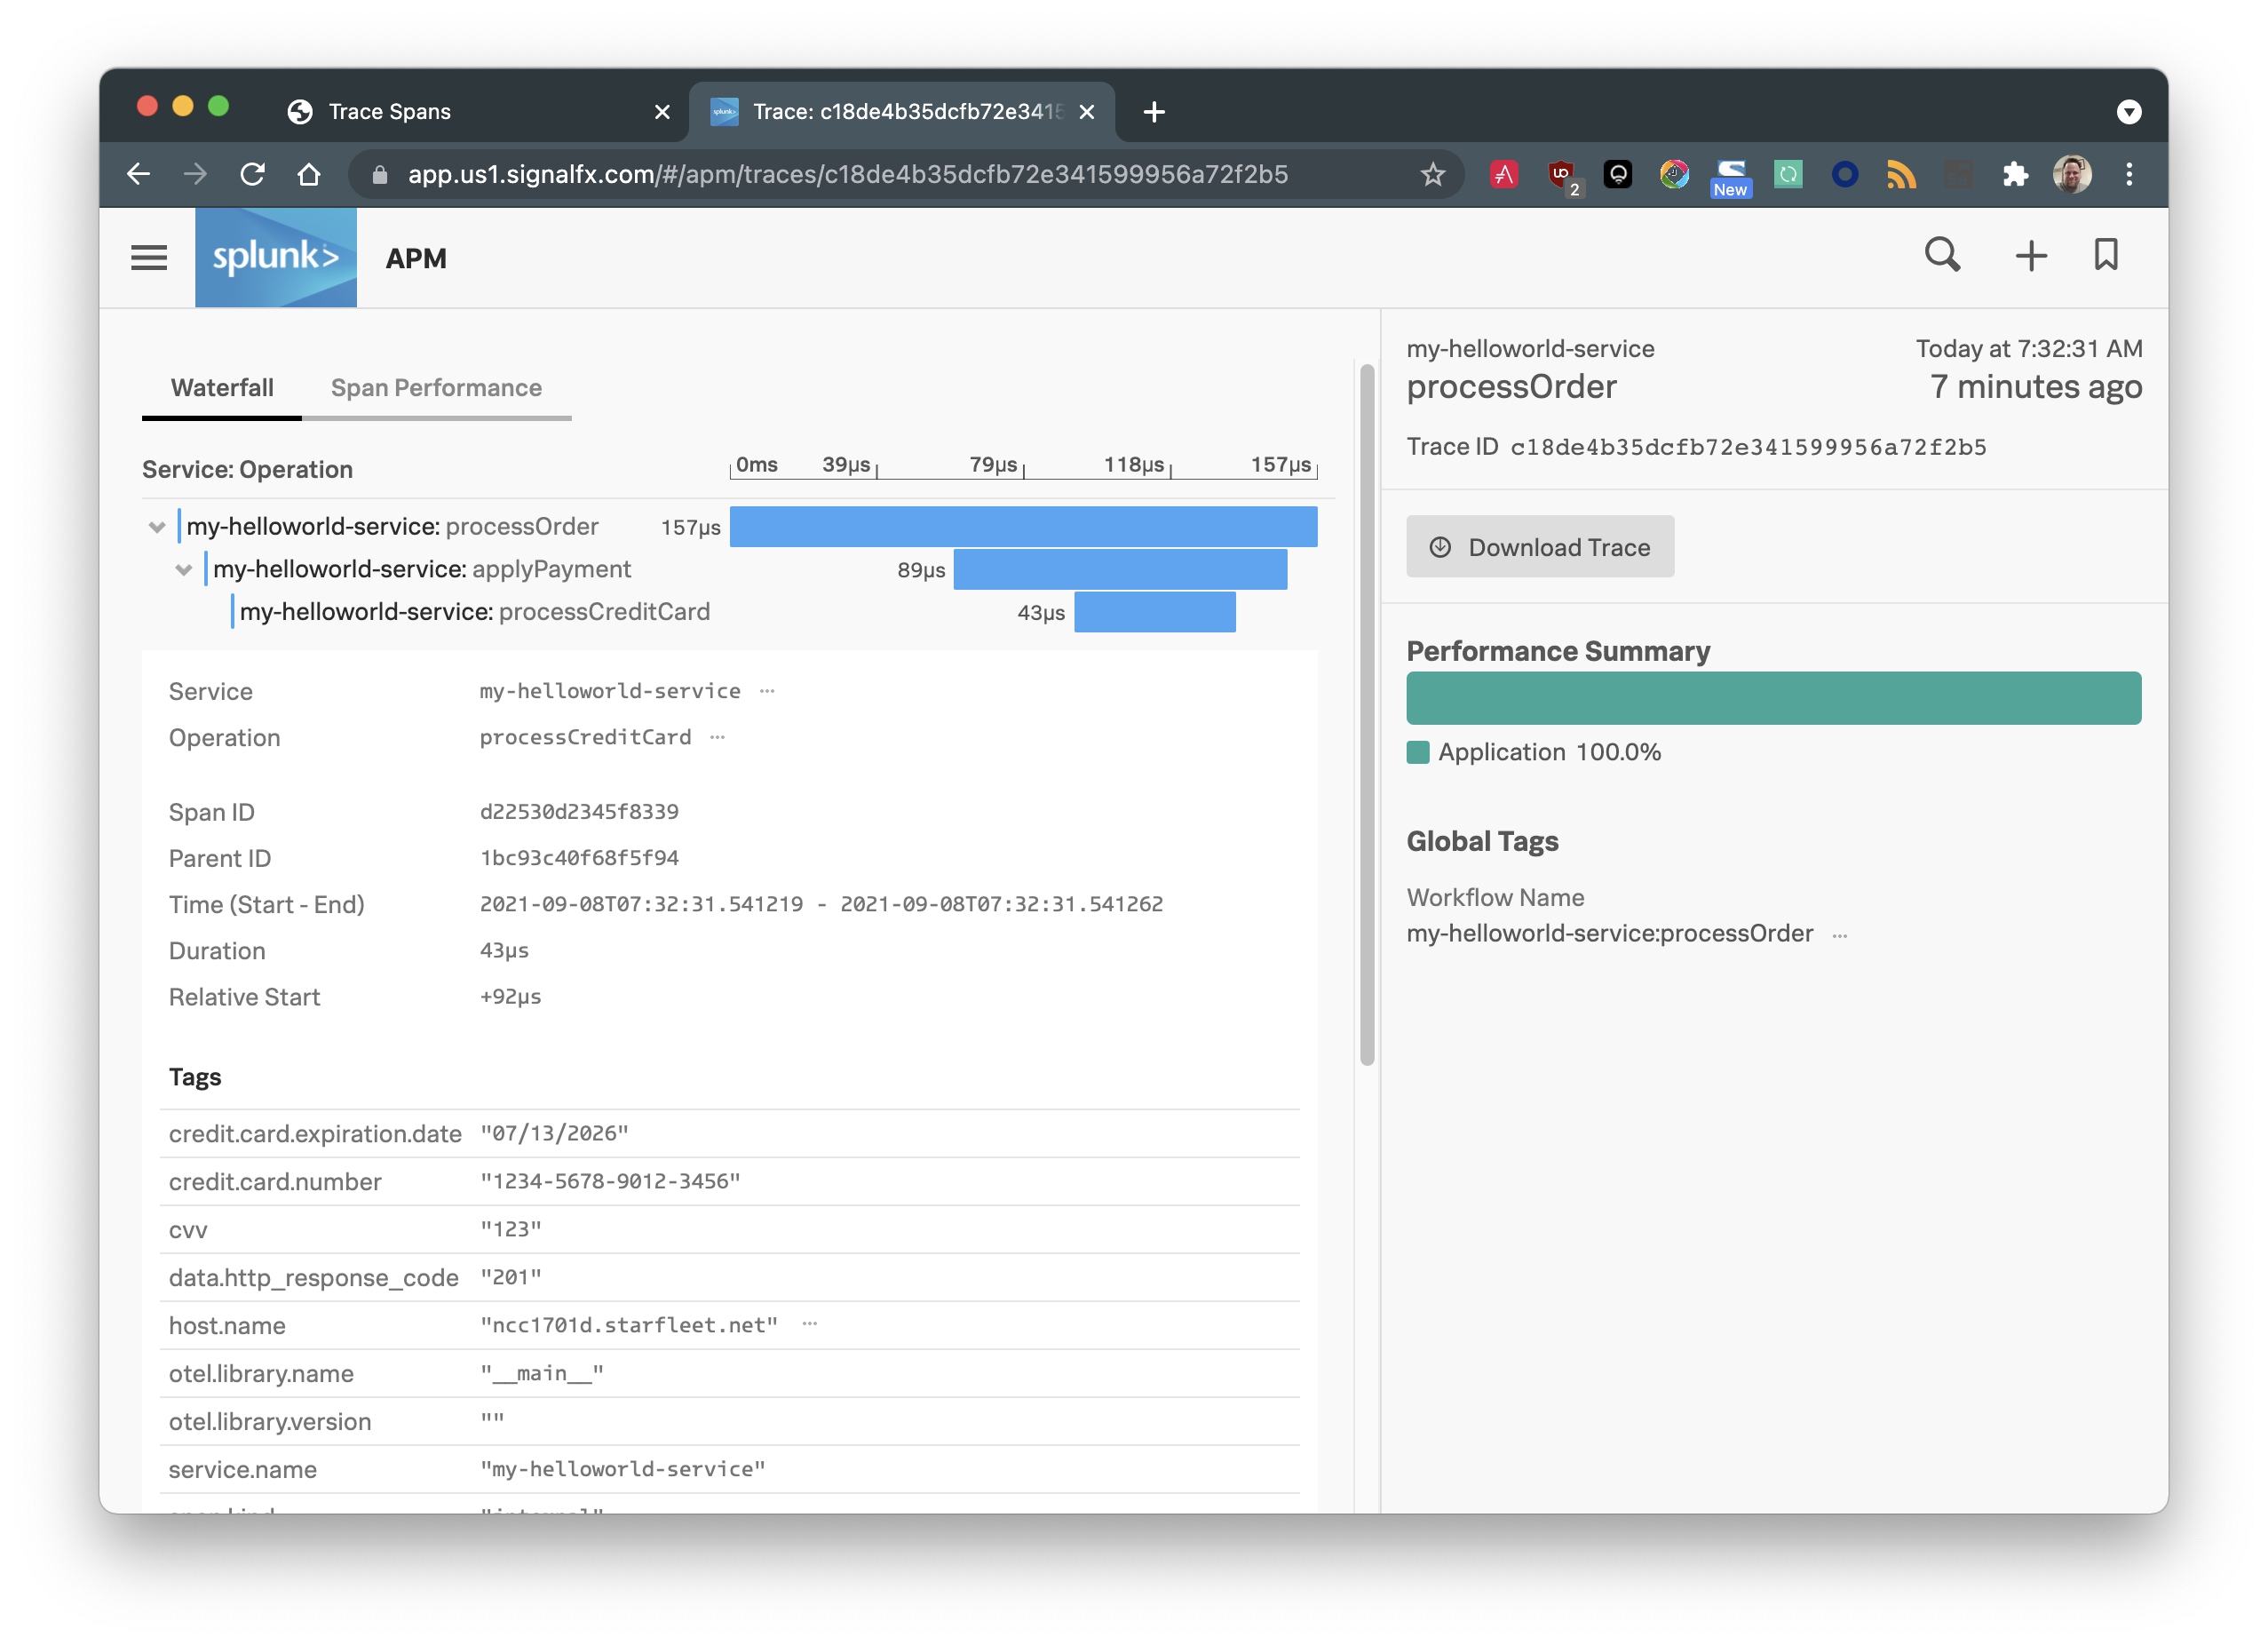 Trace Spans
Trace: c18de4b35dcfb72e3415
app.us1.signalfx.com/#/apm/traces/c18de4b35dcfb72e341599956a72f2b5
2
New
splunk> APM
Waterfall Span Performance
Service: Operation 0ms 39µs 79µs 118µs 157µs
my-helloworld-service: processOrder 157µs
my-helloworld-service: applyPayment 89µs
my-helloworld-service: processCreditCard 43µs
Service my-helloworld-service ...
Operation processCreditCard ...
Span ID d22530d2345f8339
Parent ID 1bc93c40f68f5f94
Time (Start - End) 2021-09-08T07:32:31.541219 - 2021-09-08T07:32:31.541262
Duration 43µs
Relative Start +92µs
Tags
credit.card.expiration.date "07/13/2026"
credit.card.number "1234-5678-9012-3456"
cvv "123"
data.http_response_code "201"
host.name "ncc1701d.starfleet.net" ...
otel.library.name "__main__"
otel.library.version ""
service.name "my-helloworld-service"
my-helloworld-service Today at 7:32:31 AM
processOrder 7 minutes ago
Trace ID c18de4b35dcfb72e341599956a72f2b5
Download Trace
Performance Summary
Application 100.0%
Global Tags
Workflow Name
my-helloworld-service:processOrder ...